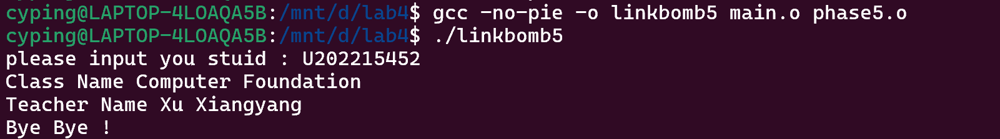 cyping@LAPTOP-4LOAQA5B:/mnt/d/lab4$ gcc -no-pie -o linkbomb5 main.o phase5.o
cyping@LAPTOP-4LOAQA5B:/mnt/d/lab4$ ./linkbomb5
please input you stuid : U202215452
Class Name Computer Foundation
Teacher Name Xu Xiangyang
Bye Bye !